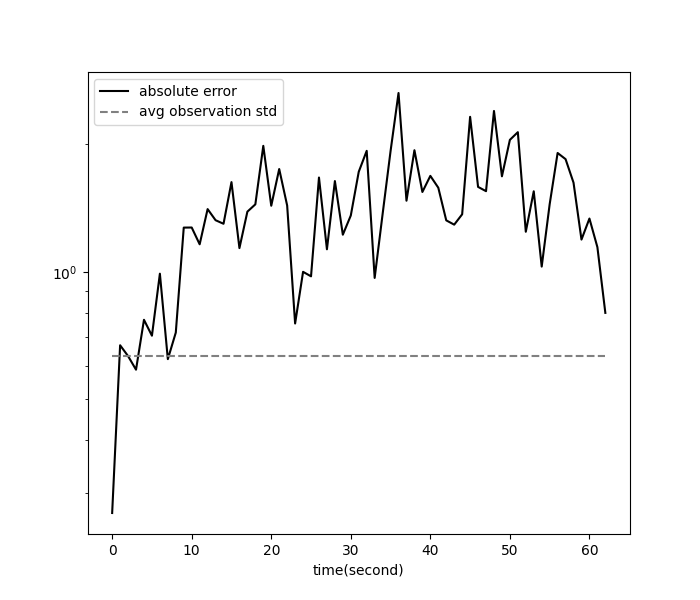 absolute error
avg observation std
10⁰
0 10 20 30 40 50 60
time(second)